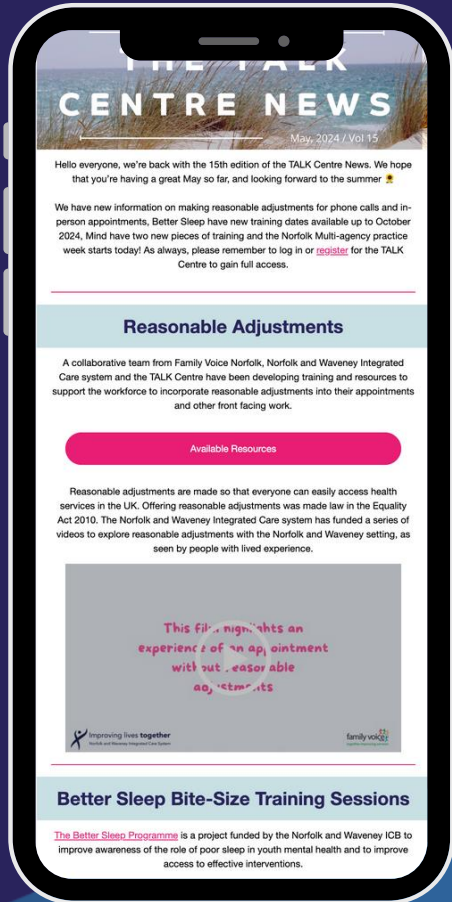 THE TALK
CENTRE NEWS
May, 2024 / Vol 15
Hello everyone, we're back with the 15th edition of the TALK Centre News. We hope
that you're having a great May so far, and looking forward to the summer 🌻
We have new information on making reasonable adjustments for phone calls and in-
person appointments, Better Sleep have new training dates available up to October
2024, Mind have two new pieces of training and the Norfolk Multi-agency practice
week starts today! As always, please remember to log in or register for the TALK
Centre to gain full access.
Reasonable Adjustments
A collaborative team from Family Voice Norfolk, Norfolk and Waveney Integrated
Care system and the TALK Centre have been developing training and resources to
support the workforce to incorporate reasonable adjustments into their appointments
and other front facing work.
Available Resources
Reasonable adjustments are made so that everyone can easily access health
services in the UK. Offering reasonable adjustments was made law in the Equality
Act 2010. The Norfolk and Waveney Integrated Care system has funded a series of
videos to explore reasonable adjustments with the Norfolk and Waveney setting, as
seen by people with lived experience.
This film highlights an
experience of an appointment
without reasonable
adjustments
Improving lives together
Norfolk and Waveney Integrated Care System
family voice
Better Sleep Bite-Size Training Sessions
The Better Sleep Programme is a project funded by the Norfolk and Waveney ICB to
improve awareness of the role of poor sleep in youth mental health and to improve
access to effective interventions.